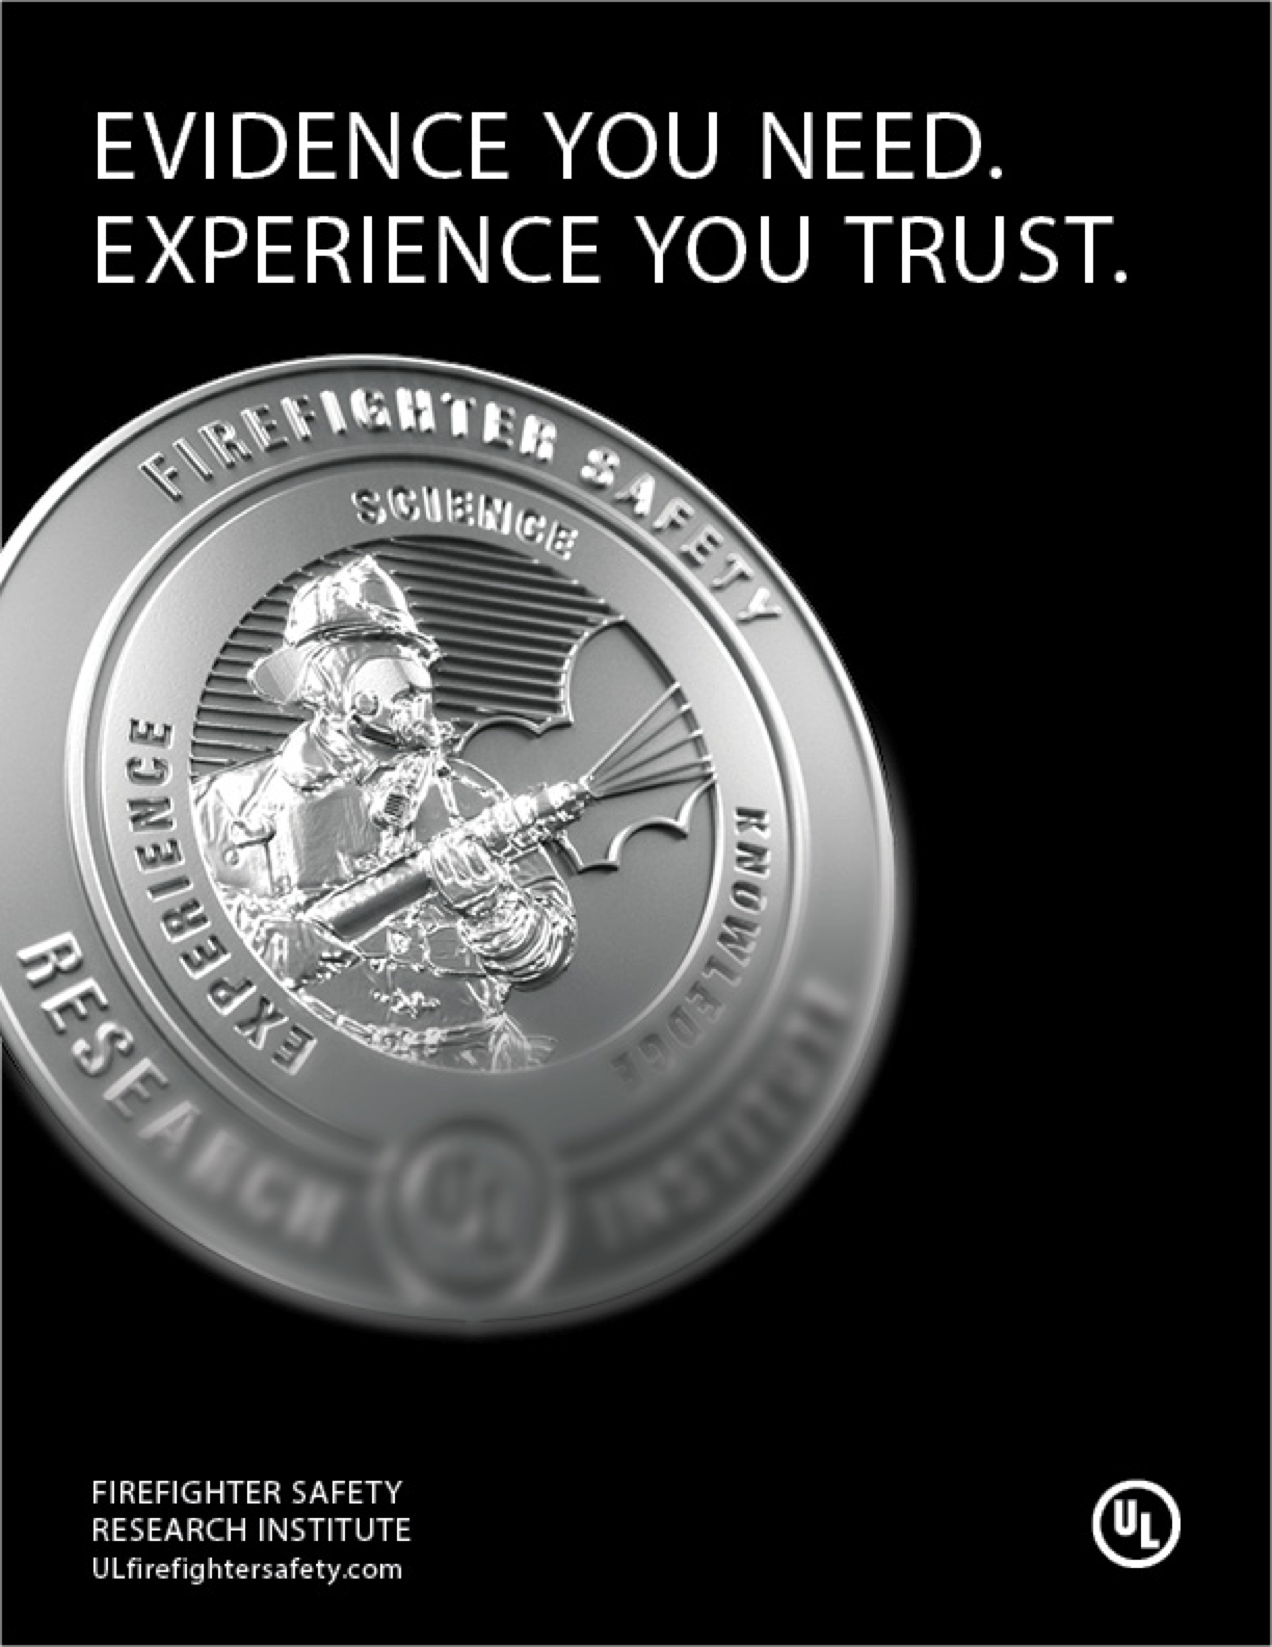 EVIDENCE YOU NEED.
EXPERIENCE YOU TRUST.
FIREFIGHTER SAFETY
SCIENCE
EXPERIENCE
KNOWLEDGE
RESEARCH
UL
INSTITUTE
FIREFIGHTER SAFETY
RESEARCH INSTITUTE
ULfirefightersafety.com
UL